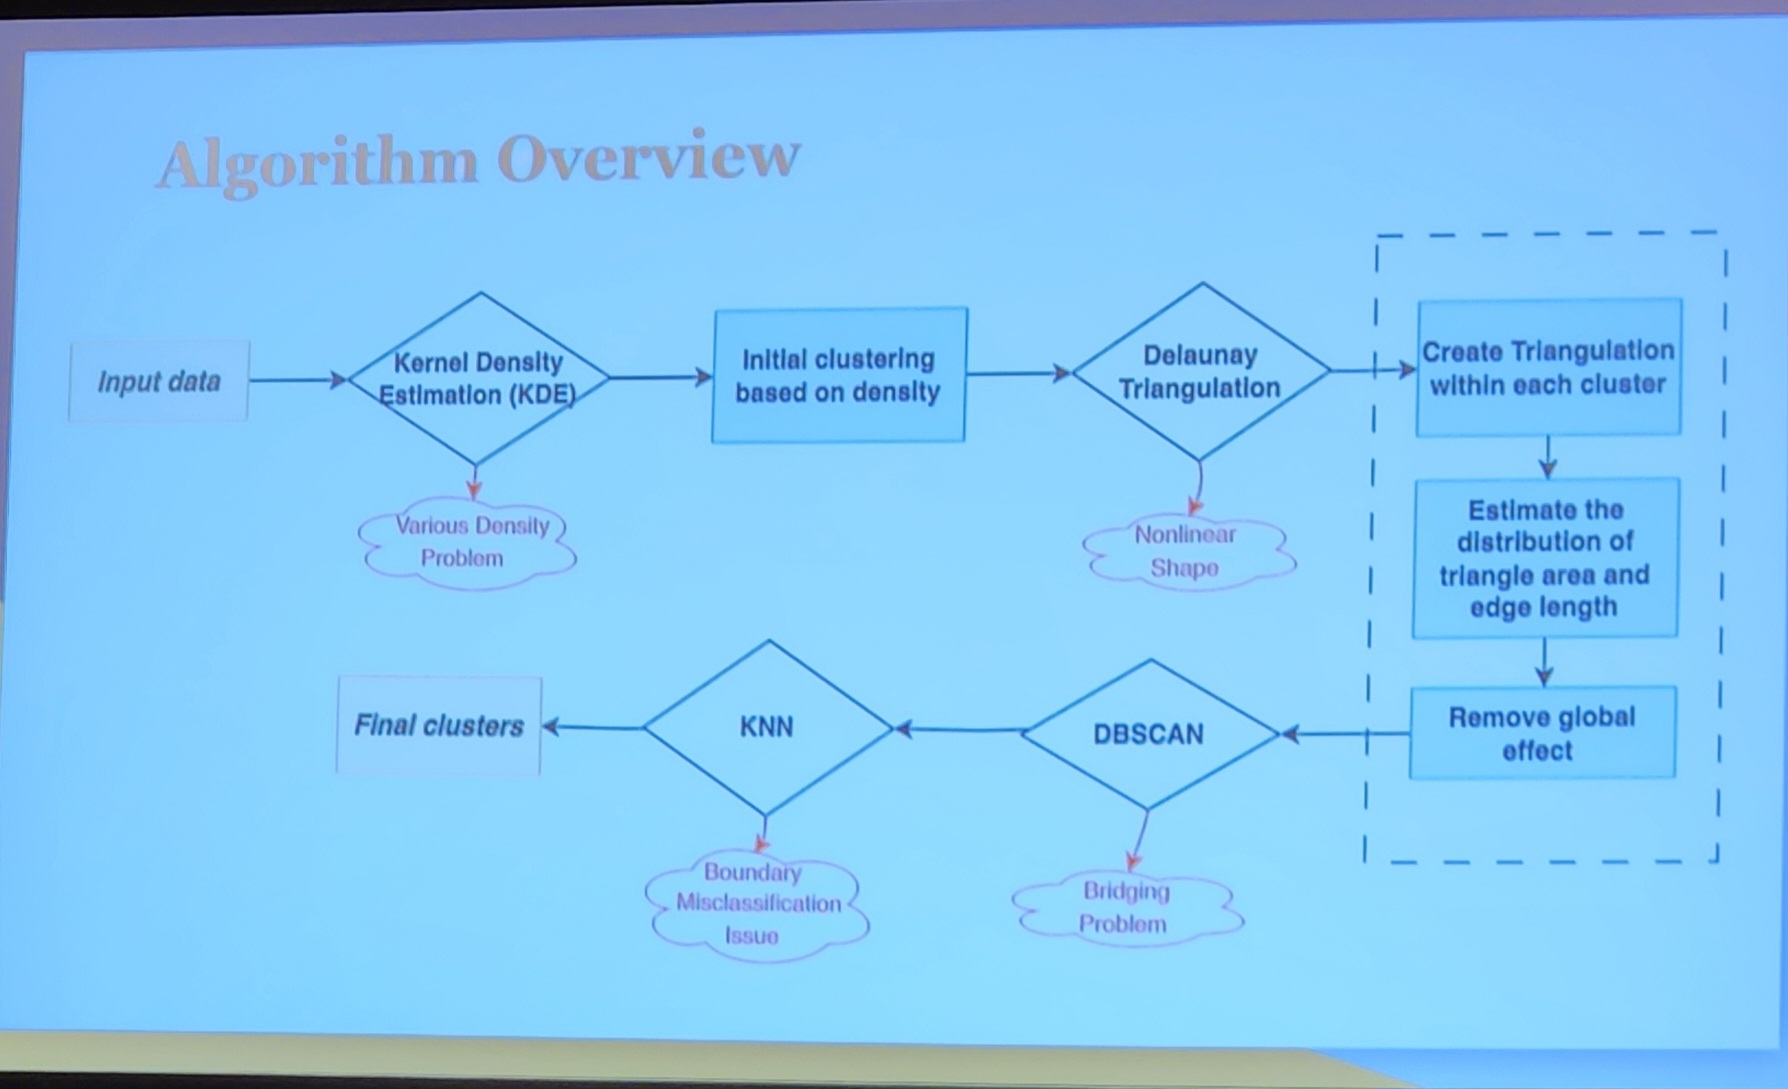 Algorithm Overview
Input data
Kernel Density
Estimation (KDE)
Initial clustering
based on density
Delaunay
Triangulation
Create Triangulation
within each cluster
Various Density
Problem
Nonlinear
Shape
Estimate the
distribution of
triangle area and
edge length
Remove global
effect
DBSCAN
KNN
Final clusters
Bridging
Problem
Boundary
Misclassification
Issue